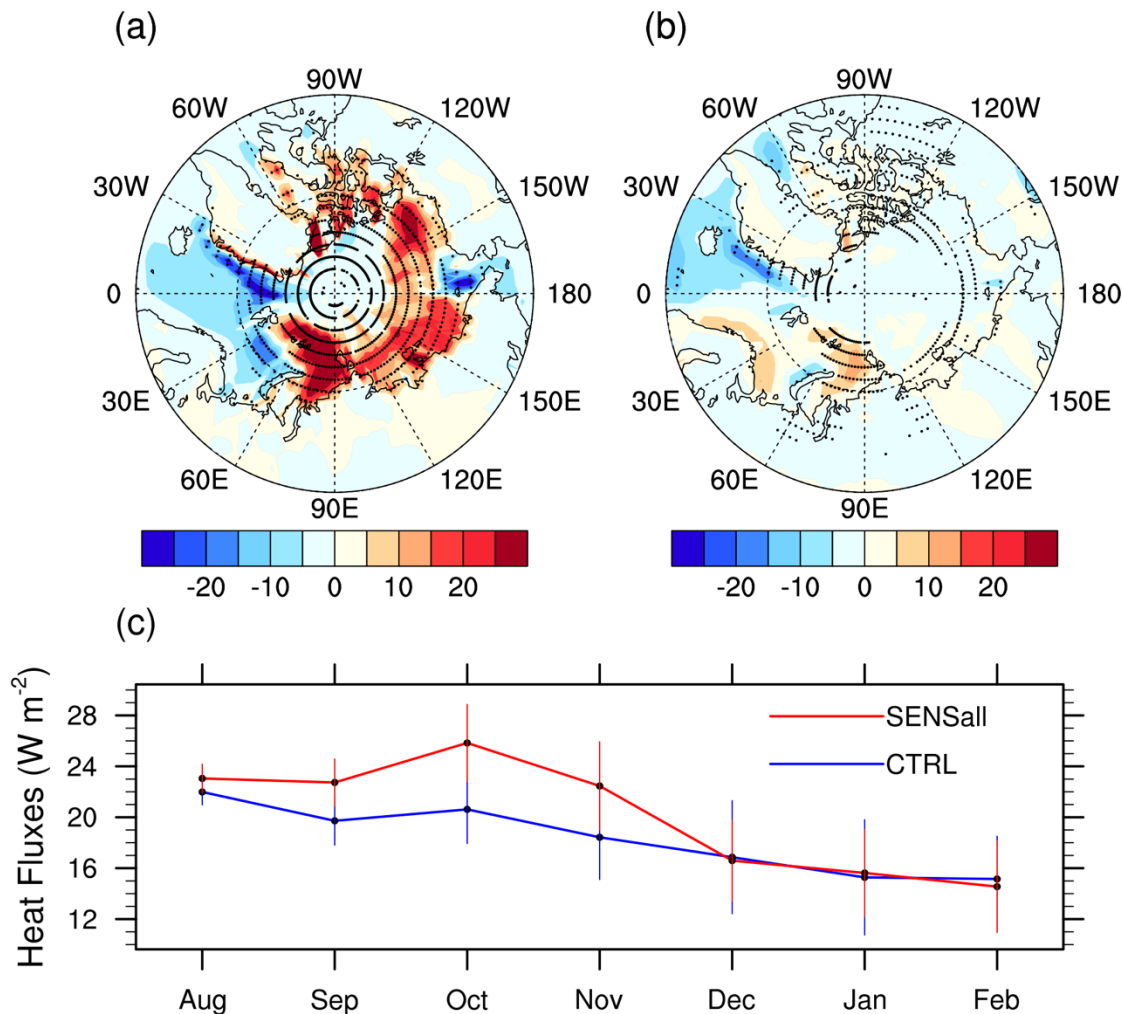 (a) (b)
90W 90W
60W 120W 60W 120W
30W 150W 30W 150W
0 180 0 180
30E 150E 30E 150E
60E 120E 60E 120E
90E 90E
-20 -10 0 10 20 -20 -10 0 10 20
(c)
Heat Fluxes (W m⁻²)
28
24
20
16
12
SENSall
CTRL
Aug Sep Oct Nov Dec Jan Feb